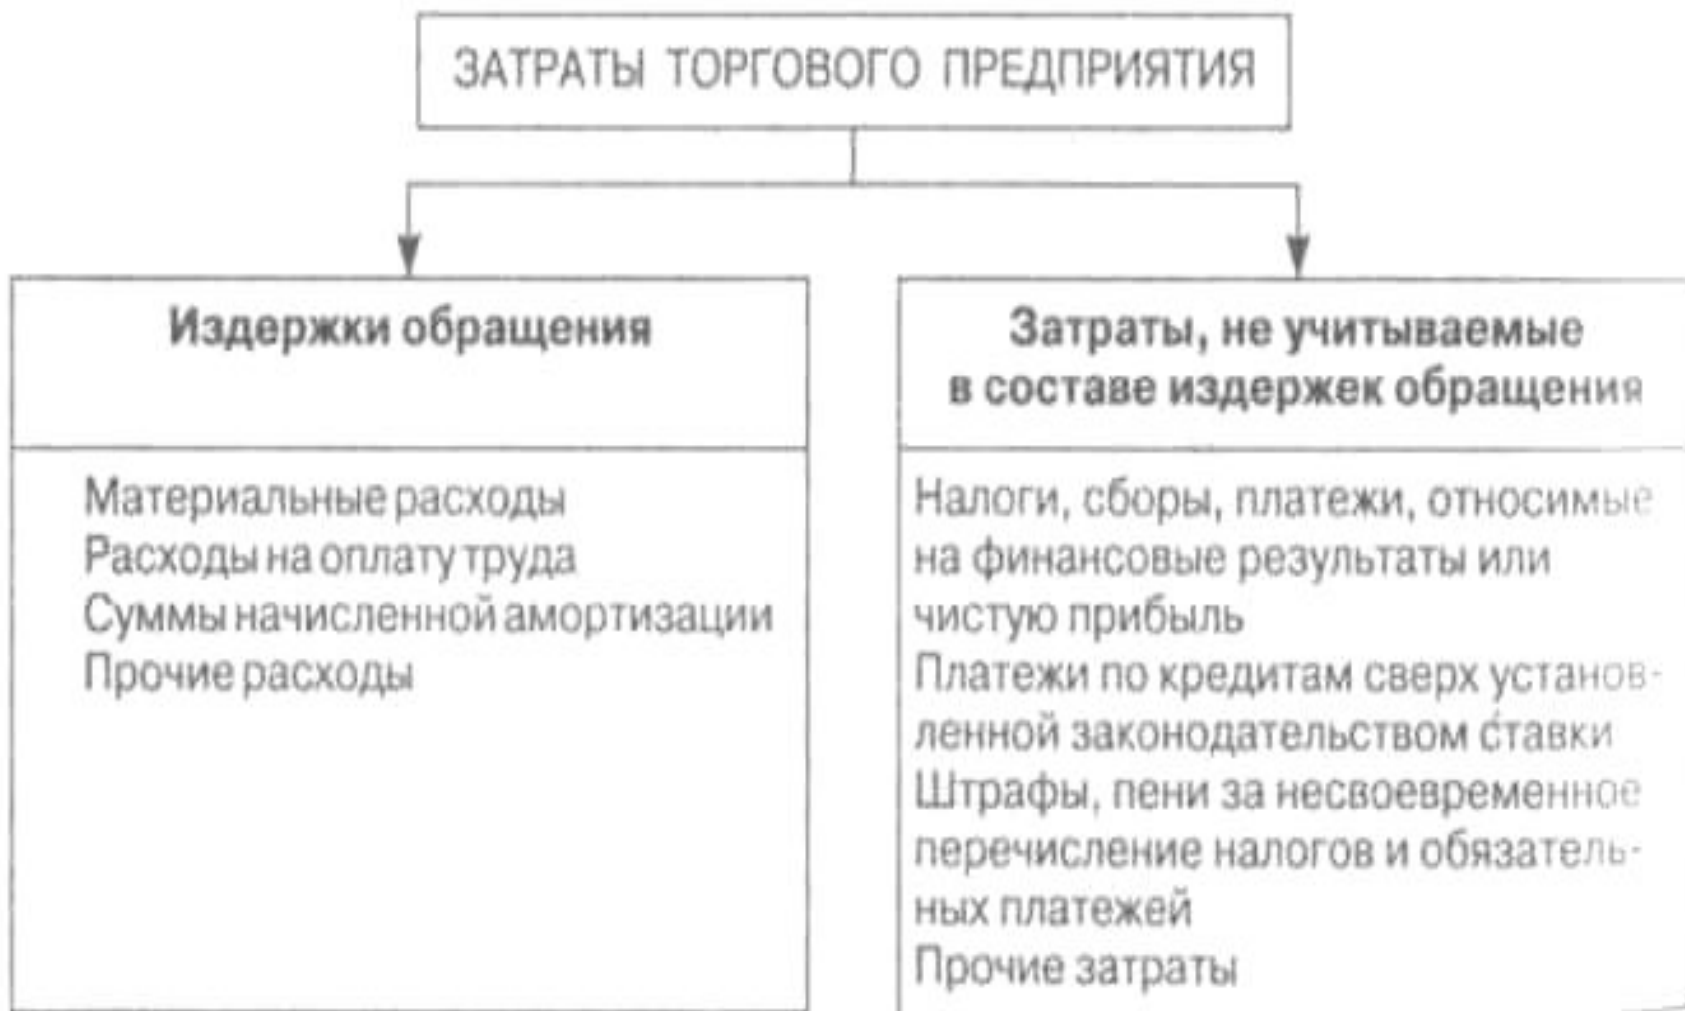 ЗАТРАТЫ ТОРГОВОГО ПРЕДПРИЯТИЯ
Издержки обращения
Материальные расходы
Расходы на оплату труда
Суммы начисленной амортизации
Прочие расходы
Затраты, не учитываемые
в составе издержек обращения
Налоги, сборы, платежи, относимые
на финансовые результаты или
чистую прибыль
Платежи по кредитам сверх установ-
ленной законодательством ставки
Штрафы, пени за несвоевременное
перечисление налогов и обязатель-
ных платежей
Прочие затраты